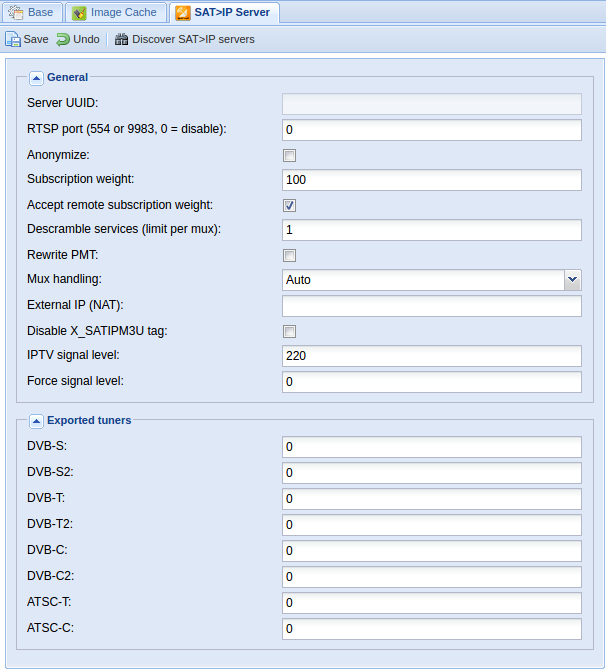 Base Image Cache SAT>IP Server
Save Undo Discover SAT>IP servers
General
Server UUID:
RTSP port (554 or 9983, 0 = disable): 0
Anonymize:
Subscription weight: 100
Accept remote subscription weight:
Descramble services (limit per mux): 1
Rewrite PMT:
Mux handling: Auto
External IP (NAT):
Disable X_SATIPM3U tag:
IPTV signal level: 220
Force signal level: 0
Exported tuners
DVB-S: 0
DVB-S2: 0
DVB-T: 0
DVB-T2: 0
DVB-C: 0
DVB-C2: 0
ATSC-T: 0
ATSC-C: 0